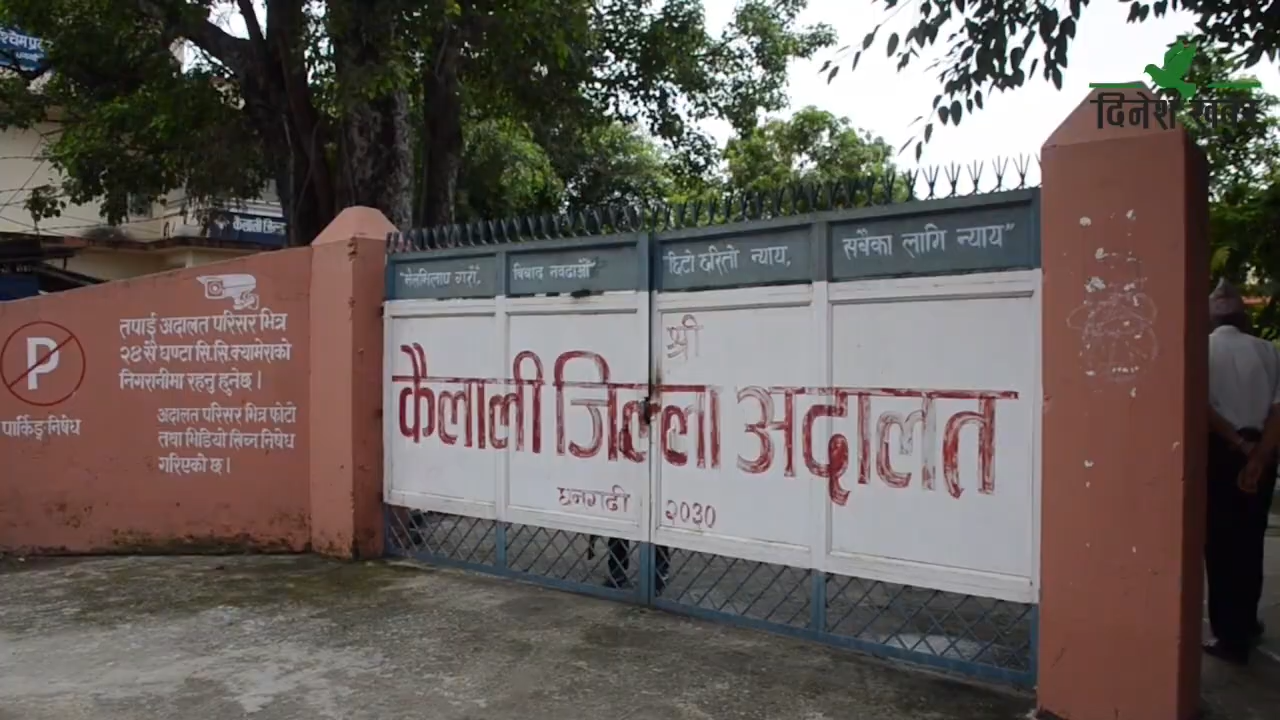 दिनेश खबर
कैलाली जिल्ल
"मेलमिलाप गरौं, बिबाद नबढाऔं" "छिटो छरितो न्याय, सबैका लागि न्याय"
श्री
कैलाली जिल्ला अदालत
धनगढी २०३०
P
पार्किङ्ग निषेध
तपाई अदालत परिसर भित्र
२४ सै घण्टा सि.सि.क्यामेराको
निगरानीमा रहनु हुनेछ।
अदालत परिसर भित्र फोटो
तथा भिडियो खिच्न निषेध
गरिएको छ।